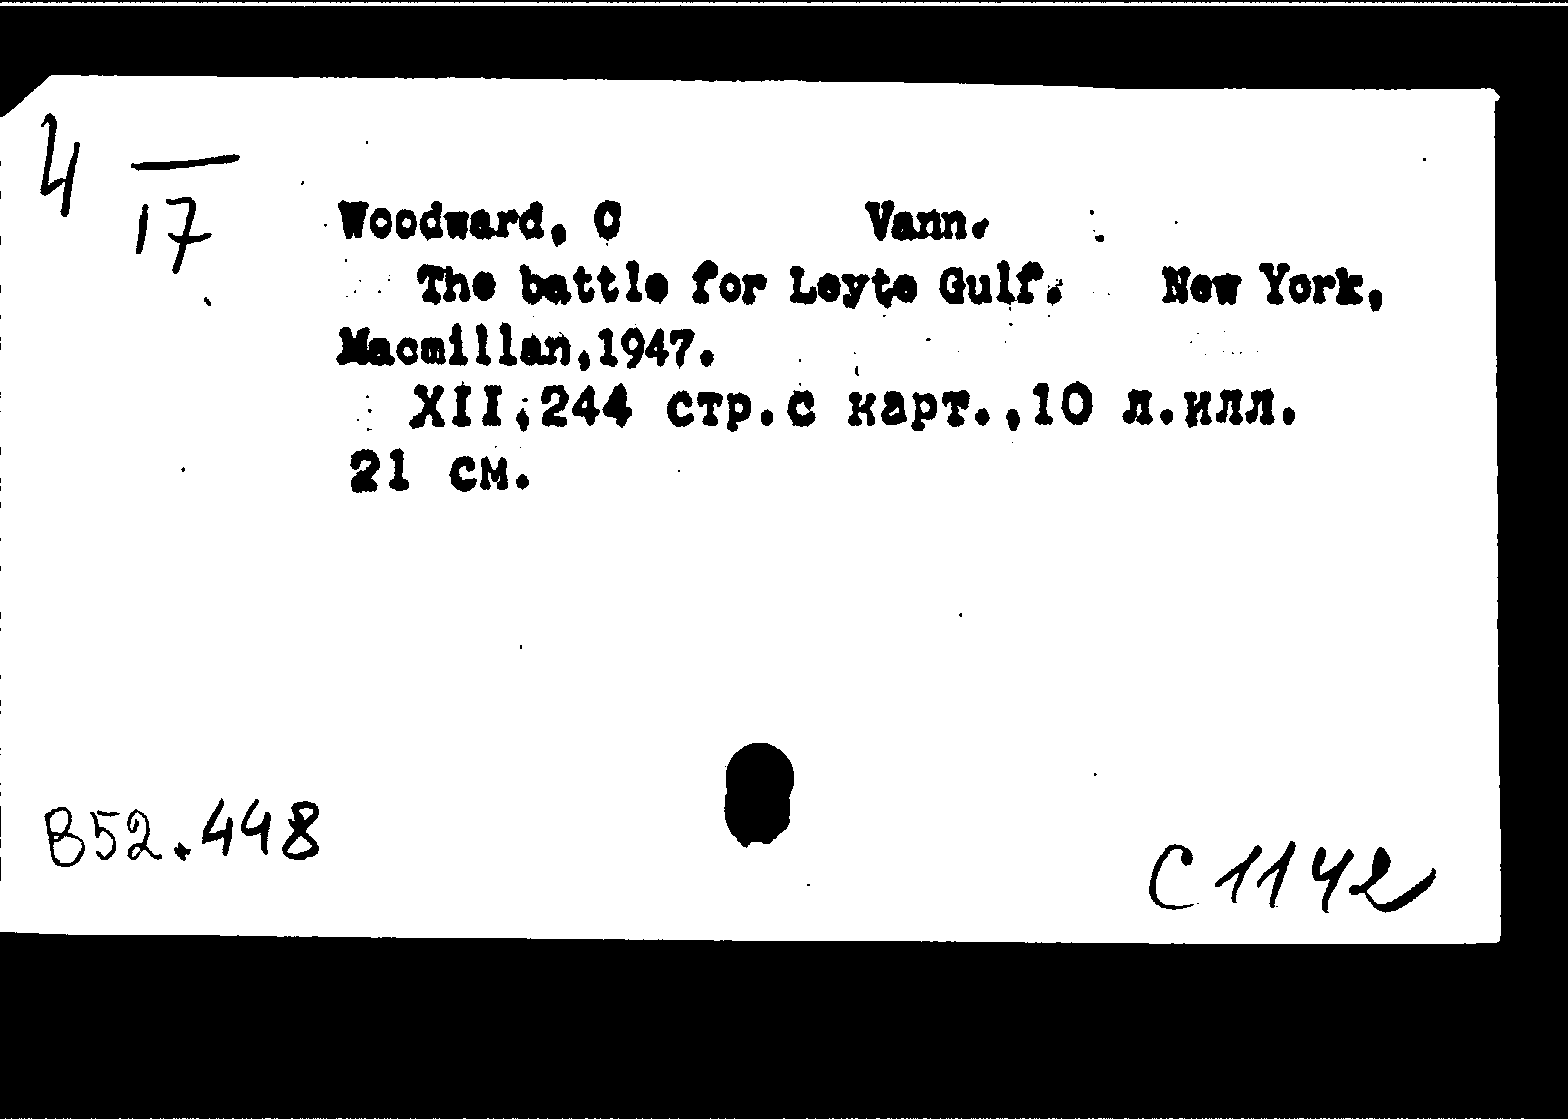 4 —
17
Woodward, C Vann.
The battle for Leyte Gulf. New York,
Macmillan,1947.
XII,244 стр.с карт.,10 л.илл.
21 см.
B52.448
C1142